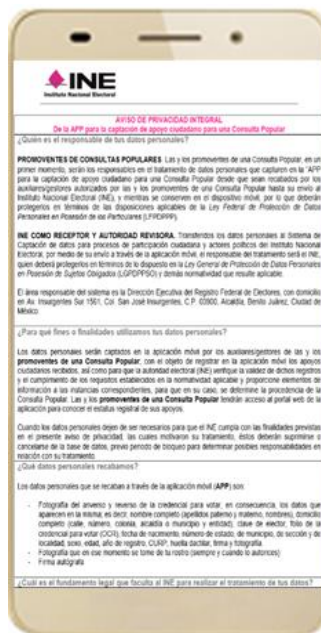 INE
Instituto Nacional Electoral
AVISO DE PRIVACIDAD INTEGRAL
De la APP para la captación de apoyo ciudadano para una Consulta Popular
¿Quién es el responsable de tus datos personales?
PROMOVENTES DE CONSULTAS POPULARES. Las y los promoventes de una Consulta Popular, en un
primer momento, serán los responsables en el tratamiento de datos personales que capturen en la "APP
para la captación de apoyo ciudadano para una Consulta Popular desde que sean recabados por los
auxiliares/gestores autorizados por las y los promoventes de una Consulta Popular hasta su envío al
Instituto Nacional Electoral (INE), y mientras se conserven en el dispositivo móvil, por lo que deberán
protegerlos en términos de las disposiciones aplicables de la Ley Federal de Protección de Datos
Personales en Posesión de los Particulares (LFPDPPP).
INE COMO RECEPTOR Y AUTORIDAD REVISORA. Transferidos los datos personales al Sistema de
Captación de datos para procesos de participación ciudadana y actores políticos del Instituto Nacional
Electoral, por medio de su envío a través de la aplicación móvil, el responsable del tratamiento será el INE,
quien deberá protegerlos en términos de lo dispuesto en la Ley General de Protección de Datos Personales
en Posesión de Sujetos Obligados (LGPDPPSO) y demás normatividad que resulte aplicable.
El área responsable del sistema es la Dirección Ejecutiva del Registro Federal de Electores, con domicilio
en Av. Insurgentes Sur 1561, Col. San José Insurgentes, C.P. 03900, Alcaldía, Benito Juárez, Ciudad de
México.
¿Para qué fines o finalidades utilizamos tus datos personales?
Los datos personales serán captados en la aplicación móvil por los auxiliares/gestores de las y los
promoventes de una Consulta Popular, con el objeto de registrar en la aplicación móvil los apoyos
ciudadanos recibidos, así como para que la autoridad electoral (INE) verifique la validez de dichos registros
y el cumplimiento de los requisitos establecidos en la normatividad aplicable y proporcione elementos de
información a las instancias correspondientes, para que en su caso, se determine la procedencia de la
Consulta Popular. Las y los promoventes de una Consulta Popular tendrán acceso al portal web de la
aplicación para conocer el estatus registral de sus apoyos.
Cuando los datos personales dejen de ser necesarios para que el INE cumpla con las finalidades previstas
en el presente aviso de privacidad, las cuales motivaron su tratamiento, éstos deberán suprimirse o
cancelarse de la base de datos, previo periodo de bloqueo para determinar posibles responsabilidades en
relación con su tratamiento.
¿Qué datos personales recabamos?
Los datos personales que se recaban a través de la aplicación móvil (APP) son:
- Fotografía del anverso y reverso de la credencial para votar, en consecuencia, los datos que
aparecen en la misma, es decir: nombre completo (apellidos paterno y materno, nombres), domicilio
completo (calle, número, colonia, alcaldía o municipio y entidad), clave de elector, folio de la
credencial para votar (OCR), fecha de nacimiento, número de estado, de municipio, de sección y de
localidad, sexo, edad, año de registro, CURP, huella dactilar, firma y fotografía.
- Fotografía que en ese momento se tome de tu rostro (siempre y cuando lo autorices)
- Firma autógrafa
¿Cuál es el fundamento legal que faculta al INE para realizar el tratamiento de tus datos?